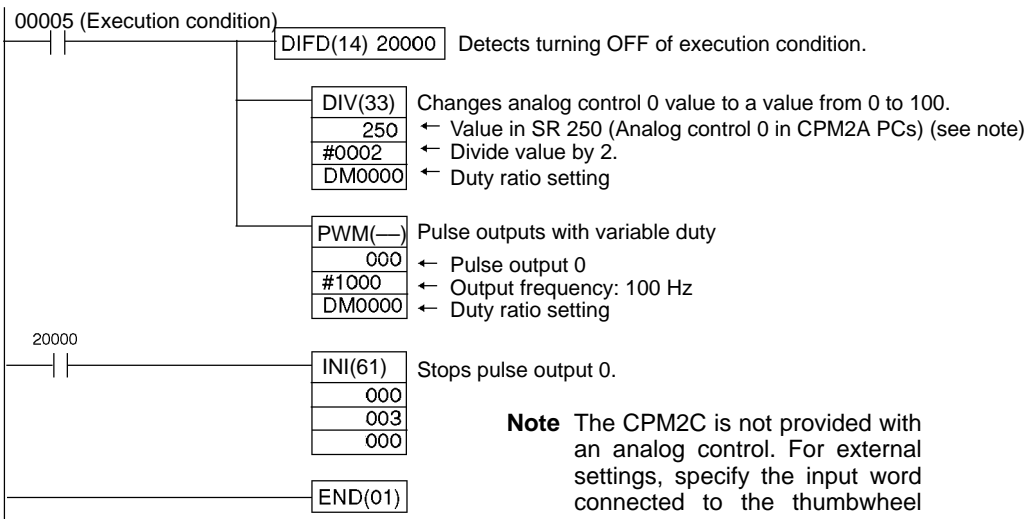 00005 (Execution condition)
DIFD(14) 20000 Detects turning OFF of execution condition.
DIV(33) Changes analog control 0 value to a value from 0 to 100.
250 ← Value in SR 250 (Analog control 0 in CPM2A PCs) (see note)
#0002 ← Divide value by 2.
DM0000 ← Duty ratio setting
PWM(––) Pulse outputs with variable duty
000 ← Pulse output 0
#1000 ← Output frequency: 100 Hz
DM0000 ← Duty ratio setting
20000
INI(61) Stops pulse output 0.
000
003
000
Note The CPM2C is not provided with
an analog control. For external
settings, specify the input word
connected to the thumbwheel
END(01)